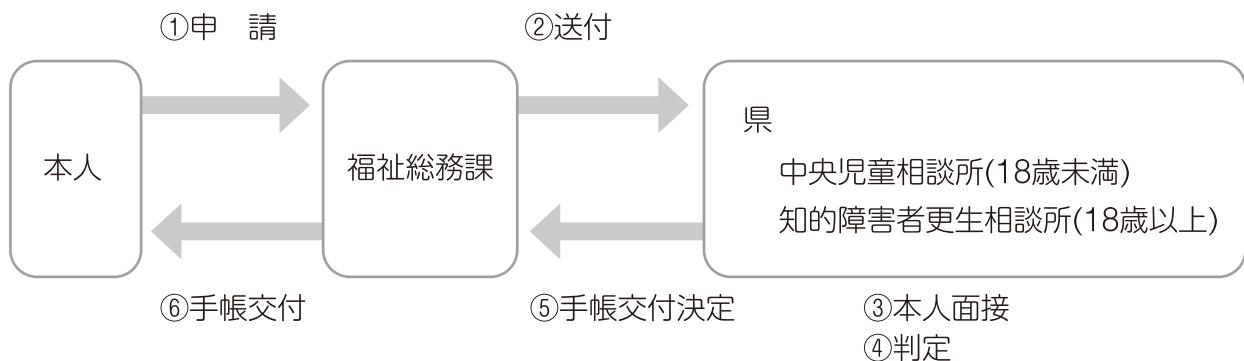 ①申　請
②送付
本人
福祉総務課
県
中央児童相談所(18歳未満)
知的障害者更生相談所(18歳以上)
⑥手帳交付
⑤手帳交付決定
③本人面接
④判定